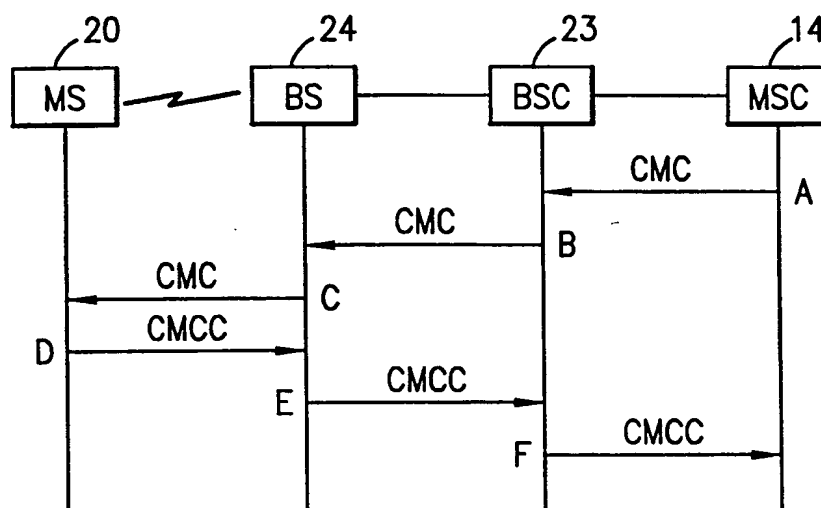 20 24 23 14
MS BS BSC MSC
CMC A
CMC B
CMC C
D CMCC
E CMCC
F CMCC